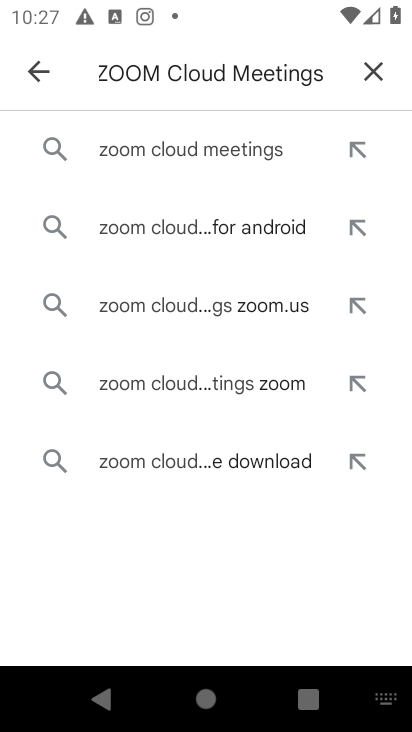 10:27
ZOOM Cloud Meetings
zoom cloud meetings
zoom cloud...for android
zoom cloud...gs zoom.us
zoom cloud...tings zoom
zoom cloud...e download